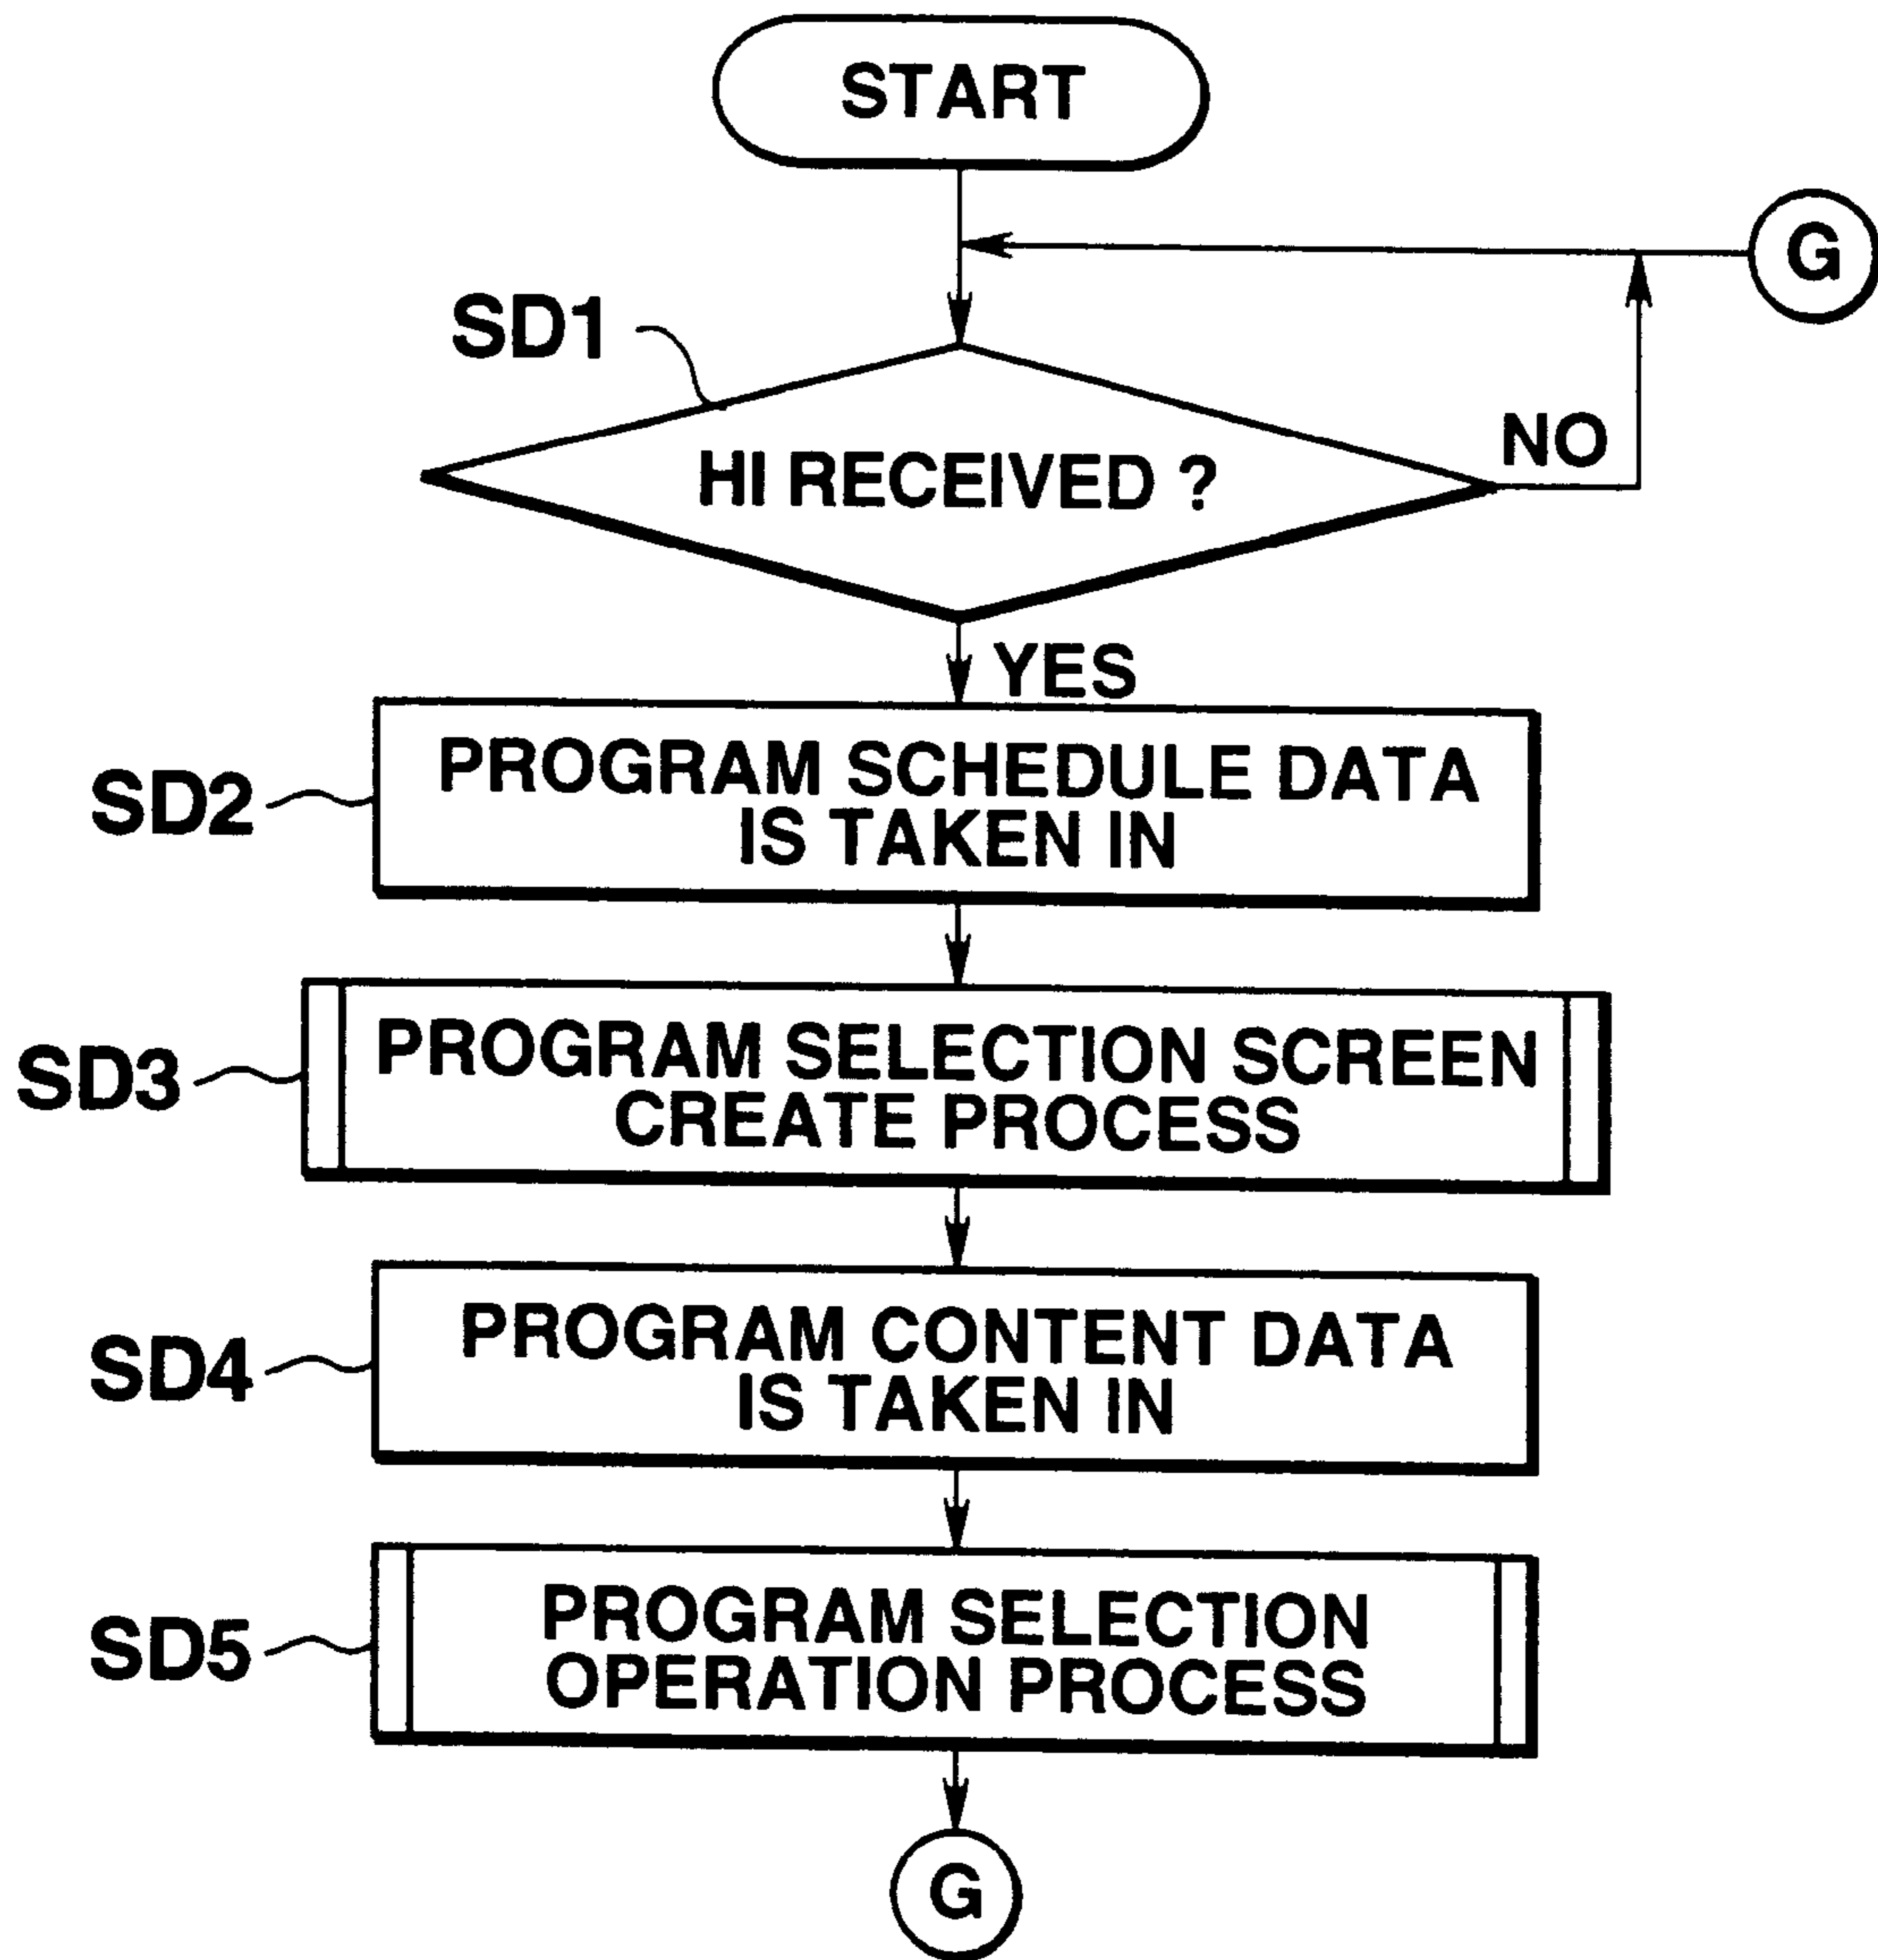 START
G
SD1
HI RECEIVED ?
NO
YES
SD2
PROGRAM SCHEDULE DATA
IS TAKEN IN
SD3
PROGRAM SELECTION SCREEN
CREATE PROCESS
SD4
PROGRAM CONTENT DATA
IS TAKEN IN
SD5
PROGRAM SELECTION
OPERATION PROCESS
G